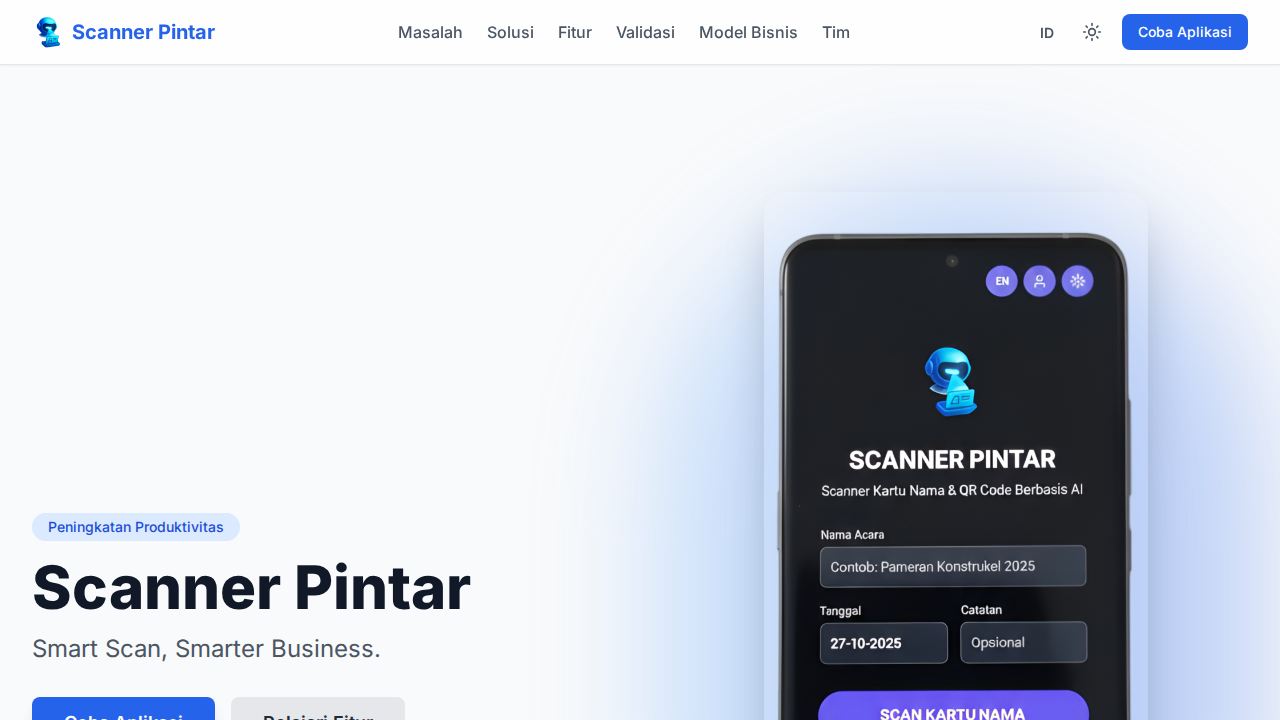 Scanner Pintar
Masalah
Solusi
Fitur
Validasi
Model Bisnis
Tim
ID
Coba Aplikasi
EN
SCANNER PINTAR
Scanner Kartu Nama & QR Code Berbasis AI
Nama Acara
Contob: Pameran Konstrukel 2025
Tanggal
Catatan
27-10-2025
Opsional
SCAN KARTU NAMA
Peningkatan Produktivitas
Scanner Pintar
Smart Scan, Smarter Business.
Coba Aplikasi
Pelajari Fitur